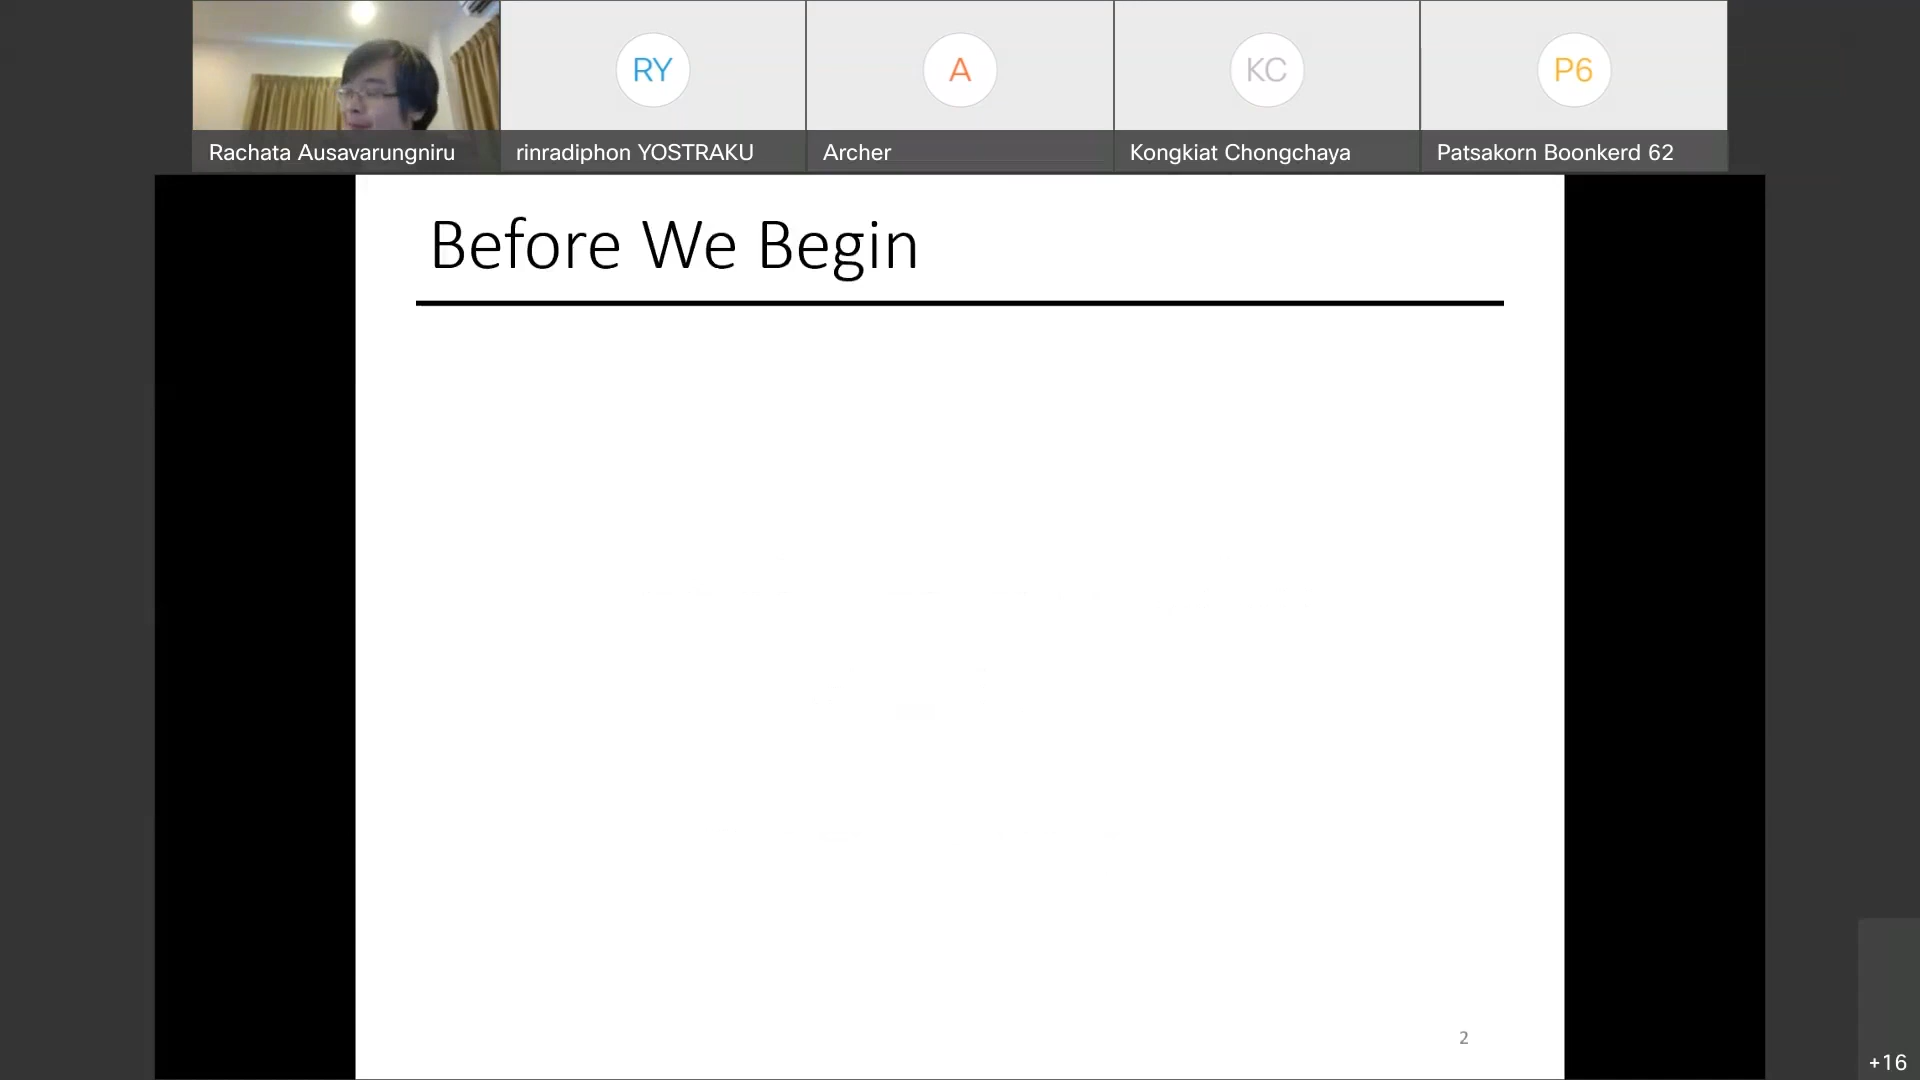 RY
A
KC
P6
Rachata Ausavarungniru
rinradiphon YOSTRAKU
Archer
Kongkiat Chongchaya
Patsakorn Boonkerd 62
Before We Begin
2
+16